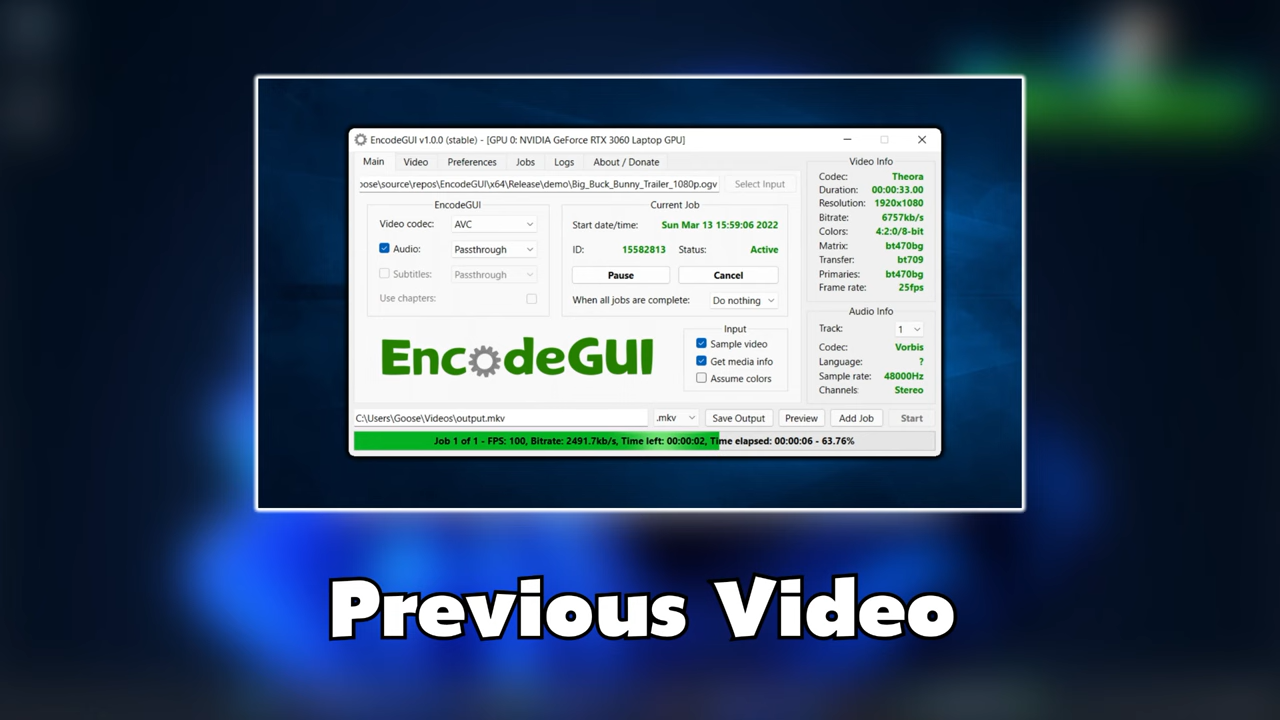 EncodeGUI v1.0.0 (stable) - [GPU 0: NVIDIA GeForce RTX 3060 Laptop GPU]
Main Video Preferences Jobs Logs About / Donate
ose\source\repos\EncodeGUI\x64\Release\demo\Big_Buck_Bunny_Trailer_1080p.ogv Select Input
EncodeGUI
Video codec: AVC
Audio: Passthrough
Subtitles: Passthrough
Use chapters:
Current Job
Start date/time: Sun Mar 13 15:59:06 2022
ID: 15582813 Status: Active
Pause Cancel
When all jobs are complete: Do nothing
EncodeGUI
Input
Sample video
Get media info
Assume colors
Video Info
Codec: Theora
Duration: 00:00:33.00
Resolution: 1920x1080
Bitrate: 6757kb/s
Colors: 4:2:0/8-bit
Matrix: bt470bg
Transfer: bt709
Primaries: bt470bg
Frame rate: 25fps
Audio Info
Track: 1
Codec: Vorbis
Language: ?
Sample rate: 48000Hz
Channels: Stereo
C:\Users\Goose\Videos\output.mkv .mkv Save Output Preview Add Job Start
Job 1 of 1 - FPS: 100, Bitrate: 2491.7kb/s, Time left: 00:00:02, Time elapsed: 00:00:06 - 63.76%
Previous Video